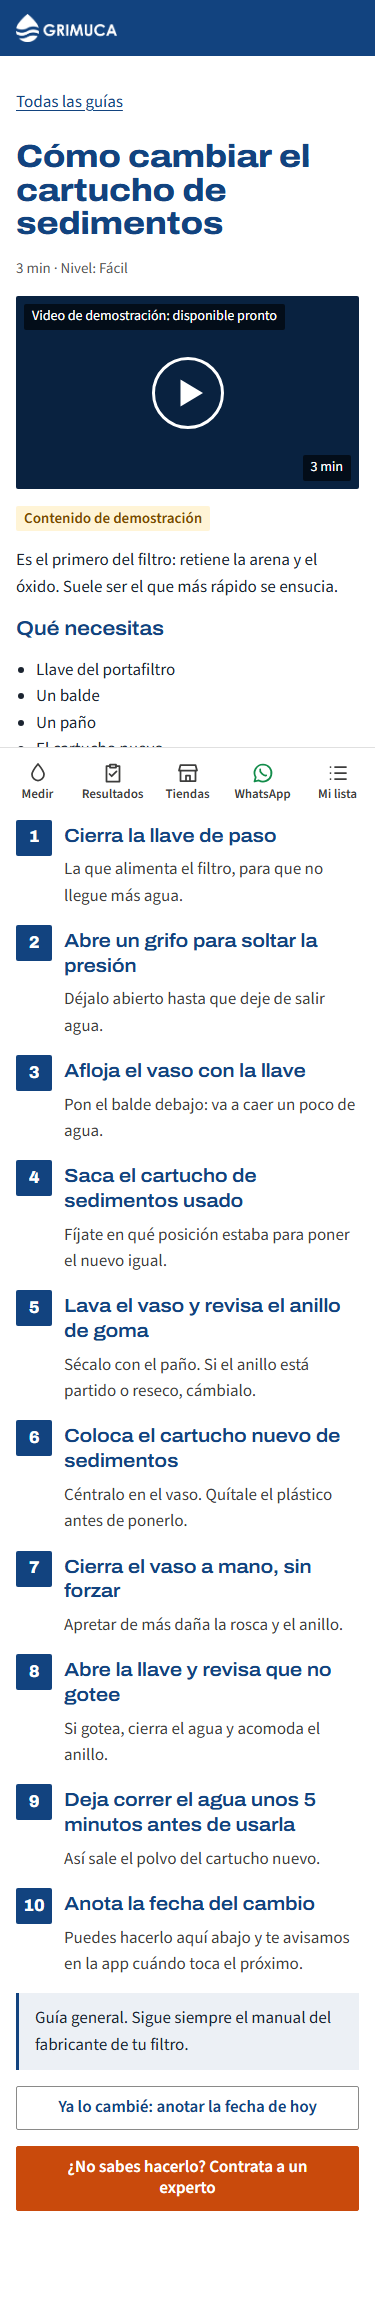 GRIMUCA
Todas las guías
Cómo cambiar el
cartucho de
sedimentos
3 min · Nivel: Fácil
Video de demostración: disponible pronto
3 min
Contenido de demostración
Es el primero del filtro: retiene la arena y el
óxido. Suele ser el que más rápido se ensucia.
Qué necesitas
Llave del portafiltro
Un balde
Un paño
El cartucho nuevo
Medir
Resultados
Tiendas
WhatsApp
Mi lista
1
Cierra la llave de paso
La que alimenta el filtro, para que no
llegue más agua.
2
Abre un grifo para soltar la
presión
Déjalo abierto hasta que deje de salir
agua.
3
Afloja el vaso con la llave
Pon el balde debajo: va a caer un poco de
agua.
4
Saca el cartucho de
sedimentos usado
Fíjate en qué posición estaba para poner
el nuevo igual.
5
Lava el vaso y revisa el anillo
de goma
Sécalo con el paño. Si el anillo está
partido o reseco, cámbialo.
6
Coloca el cartucho nuevo de
sedimentos
Céntralo en el vaso. Quítale el plástico
antes de ponerlo.
7
Cierra el vaso a mano, sin
forzar
Apretar de más daña la rosca y el anillo.
8
Abre la llave y revisa que no
gotee
Si gotea, cierra el agua y acomoda el
anillo.
9
Deja correr el agua unos 5
minutos antes de usarla
Así sale el polvo del cartucho nuevo.
10
Anota la fecha del cambio
Puedes hacerlo aquí abajo y te avisamos
en la app cuándo toca el próximo.
Guía general. Sigue siempre el manual del
fabricante de tu filtro.
Ya lo cambié: anotar la fecha de hoy
¿No sabes hacerlo? Contrata a un
experto